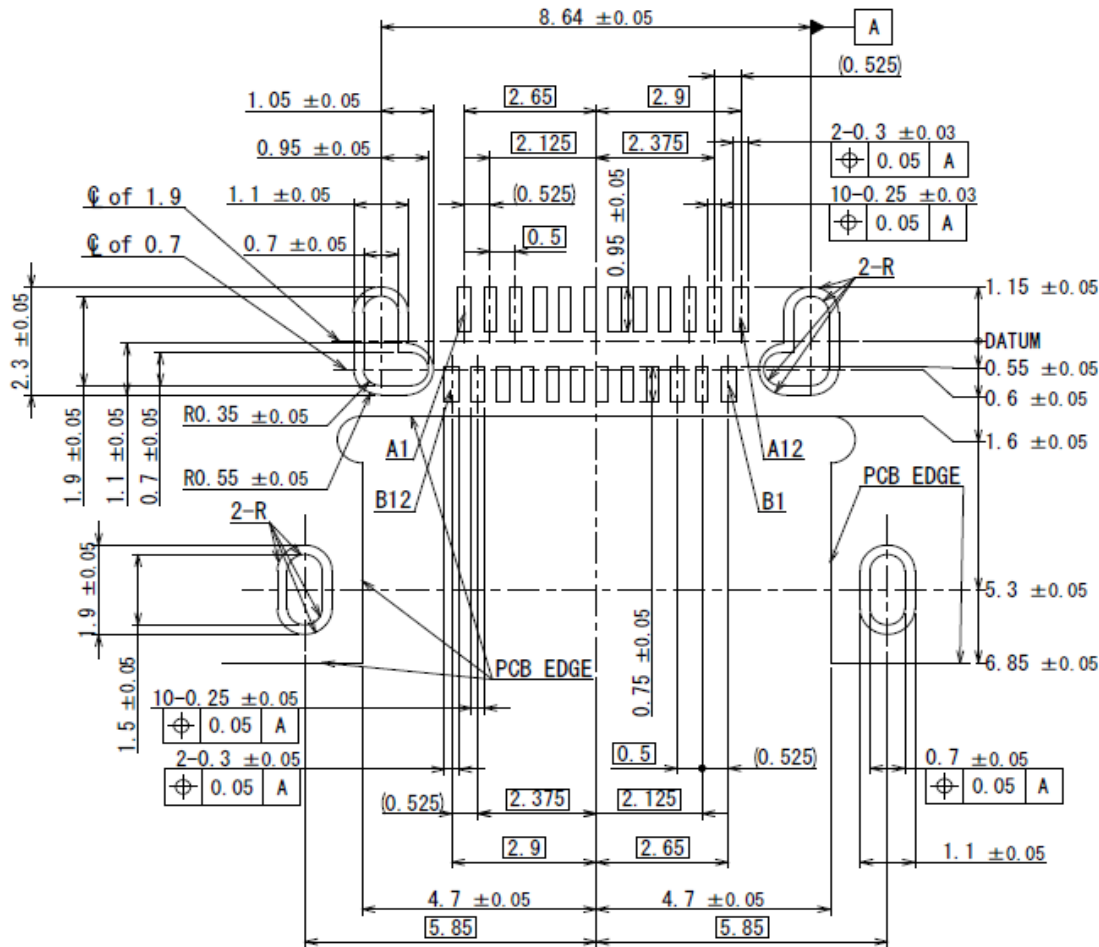 8.64 ±0.05
A
(0.525)
1.05 ±0.05
2.65
2.9
2-0.3 ±0.03
0.95 ±0.05
2.125
2.375
⌖ 0.05 A
℄ of 1.9
1.1 ±0.05
(0.525)
10-0.25 ±0.03
⌖ 0.05 A
℄ of 0.7
0.7 ±0.05
0.5
0.95 ±0.05
2-R
2.3 ±0.05
1.15 ±0.05
DATUM
0.55 ±0.05
0.6 ±0.05
R0.35 ±0.05
1.9 ±0.05
1.1 ±0.05
0.7 ±0.05
A1
A12
1.6 ±0.05
R0.55 ±0.05
B12
B1
PCB EDGE
2-R
1.9 ±0.05
5.3 ±0.05
1.5 ±0.05
PCB EDGE
0.75 ±0.05
6.85 ±0.05
10-0.25 ±0.05
⌖ 0.05 A
2-0.3 ±0.05
⌖ 0.05 A
0.5
(0.525)
0.7 ±0.05
⌖ 0.05 A
(0.525)
2.375
2.125
2.9
2.65
1.1 ±0.05
4.7 ±0.05
4.7 ±0.05
5.85
5.85